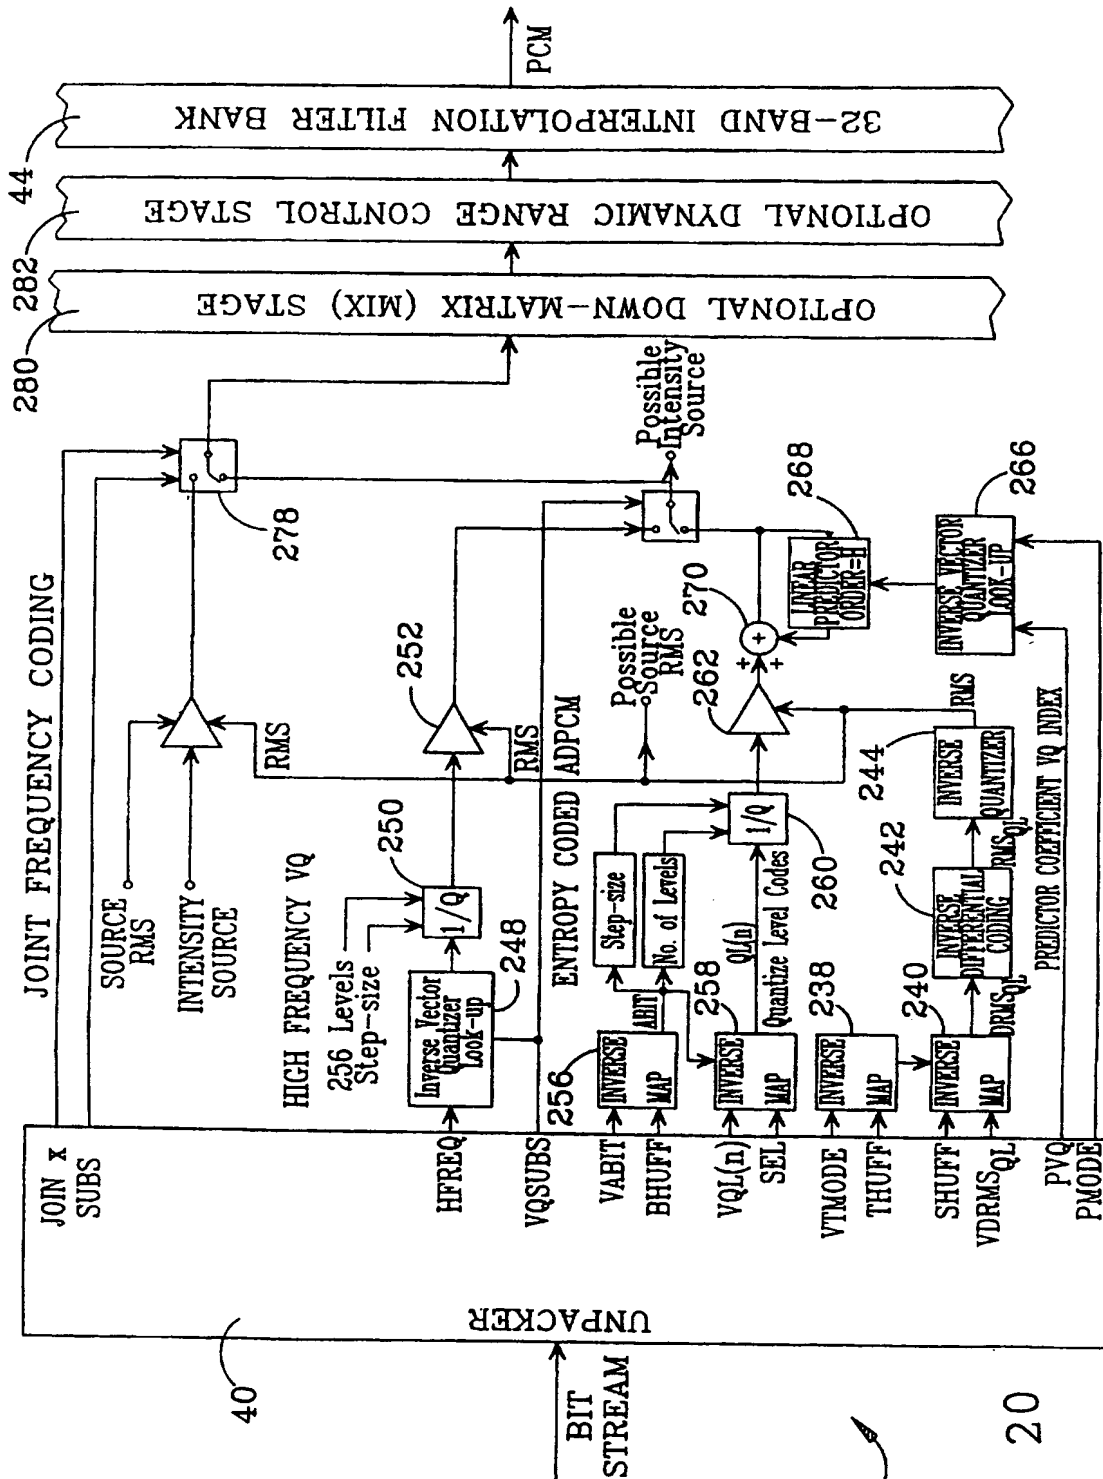 JOINT FREQUENCY CODING
JOIN x
SUBS
SOURCE
RMS
INTENSITY
SOURCE
RMS
278
HIGH FREQUENCY VQ
256 Levels
Step-size
HFREQ
Inverse Vector
Quantizer
Look-up
248
1/Q
250
252
RMS
VQSUBS
ENTROPY CODED ADPCM
VABIT
BHUFF
256
INVERSE
MAP
ABIT
Step-size
No. of Levels
VQL(n)
SEL
258
INVERSE
MAP
QL(n)
Quantize Level Codes
1/Q
260
262
Possible
Source
RMS
270
+
+
+
Possible
Intensity
Source
LINEAR
PREDICTOR
ORDER=H
268
VTMODE
THUFF
238
INVERSE
MAP
SHUFF
VDRMS QL
240
INVERSE
MAP
DRMS QL
242
INVERSE
DIFFERENTIAL
CODING
RMS QL
244
INVERSE
QUANTIZER
RMS
INVERSE VECTOR
QUANTIZER
LOOK-UP
266
PVQ
PMODE
PREDICTOR COEFFICIENT VQ INDEX
BIT
STREAM
40
UNPACKER
280
OPTIONAL DOWN-MATRIX (MIX) STAGE
282
OPTIONAL DYNAMIC RANGE CONTROL STAGE
44
32-BAND INTERPOLATION FILTER BANK
PCM
20